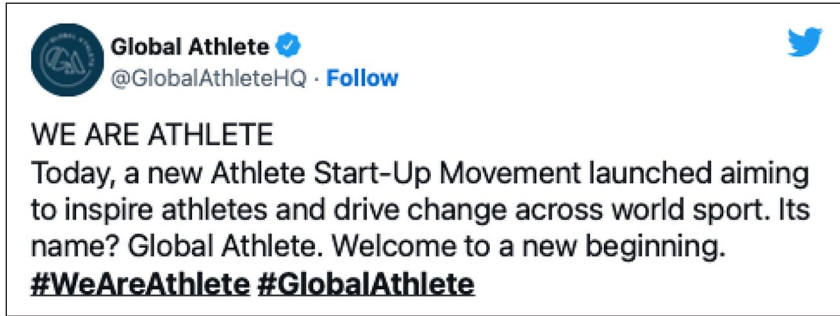 Global Athlete
@GlobalAthleteHQ · Follow
WE ARE ATHLETE
Today, a new Athlete Start-Up Movement launched aiming
to inspire athletes and drive change across world sport. Its
name? Global Athlete. Welcome to a new beginning.
#WeAreAthlete #GlobalAthlete